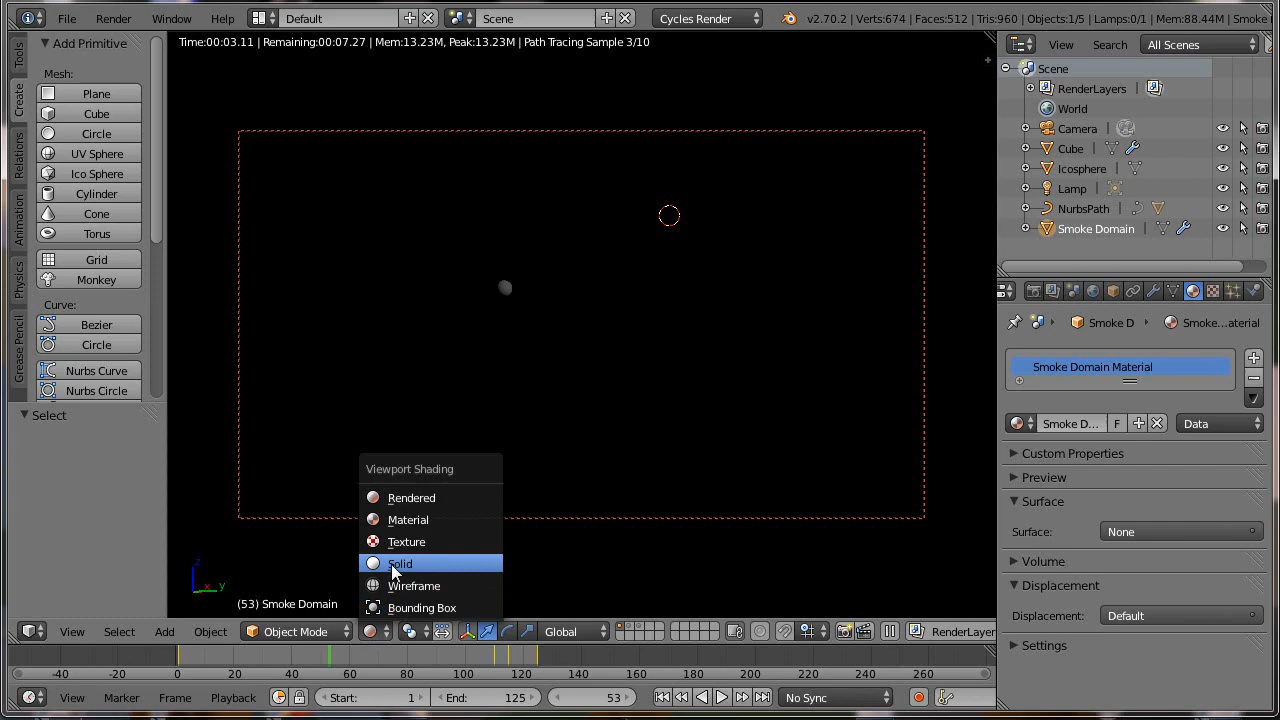 File Render Window Help Default Scene Cycles Render v2.70.2 | Verts:674 | Faces:512 | Tris:960 | Objects:1/5 | Lamps:0/1 | Mem:88.44M | Smoke
Time:00:03.11 | Remaining:00:07.27 | Mem:13.23M, Peak:13.23M | Path Tracing Sample 3/10
Tools
Create
Relations
Animation
Physics
Grease Pencil
Add Primitive
Mesh:
Plane
Cube
Circle
UV Sphere
Ico Sphere
Cylinder
Cone
Torus
Grid
Monkey
Curve:
Bezier
Circle
Nurbs Curve
Nurbs Circle
Select
Viewport Shading
Rendered
Material
Texture
Solid
Wireframe
Bounding Box
z
x y
(53) Smoke Domain
View Select Add Object Object Mode Global RenderLayer
-40 -20 0 20 40 60 80 100 120 140 160 180 200 220 240 260
View Marker Frame Playback Start: 1 End: 125 53 No Sync
View Search All Scenes
Scene
RenderLayers
World
Camera
Cube
Icosphere
Lamp
NurbsPath
Smoke Domain
Smoke D Smoke...aterial
Smoke Domain Material
Smoke D... F Data
Custom Properties
Preview
Surface
Surface: None
Volume
Displacement
Displacement: Default
Settings